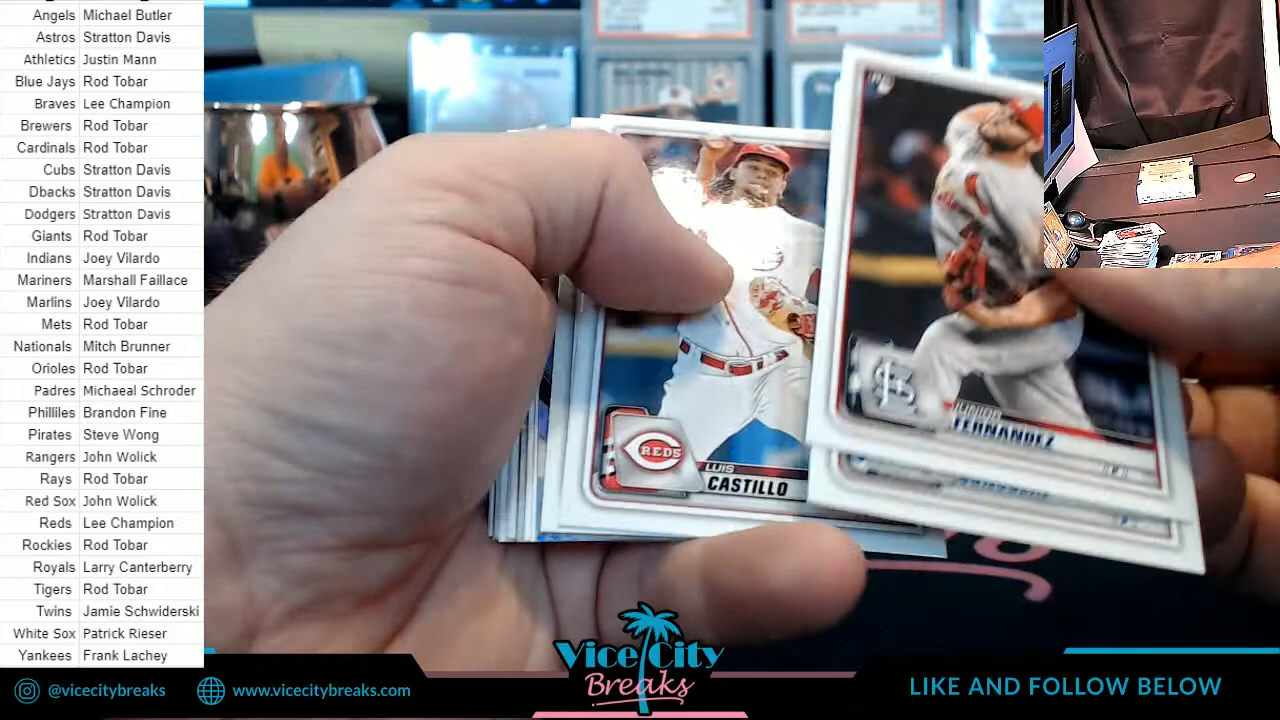 Angels Michael Butler
Astros Stratton Davis
Athletics Justin Mann
Blue Jays Rod Tobar
Braves Lee Champion
Brewers Rod Tobar
Cardinals Rod Tobar
Cubs Stratton Davis
Dbacks Stratton Davis
Dodgers Stratton Davis
Giants Rod Tobar
Indians Joey Vilardo
Mariners Marshall Faillace
Marlins Joey Vilardo
Mets Rod Tobar
Nationals Mitch Brunner
Orioles Rod Tobar
Padres Michaeal Schroder
Philliles Brandon Fine
Pirates Steve Wong
Rangers John Wolick
Rays Rod Tobar
Red Sox John Wolick
Reds Lee Champion
Rockies Rod Tobar
Royals Larry Canterberry
Tigers Rod Tobar
Twins Jamie Schwiderski
White Sox Patrick Rieser
Yankees Frank Lachey
REDS
LUIS
CASTILLO
JUNIOR
FERNANDEZ
@vicecitybreaks
www.vicecitybreaks.com
Vice City
Breaks
LIKE AND FOLLOW BELOW